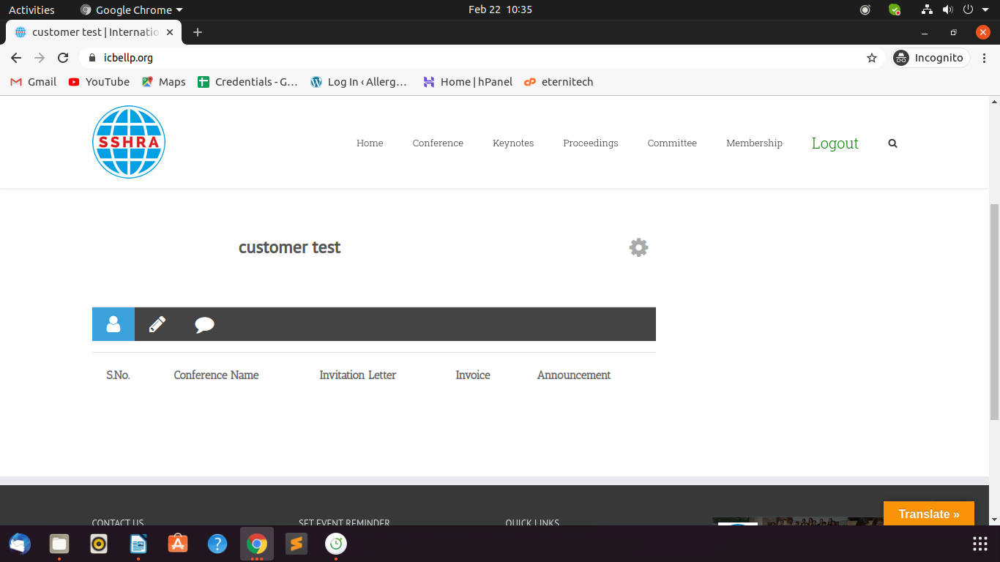 Activities Google Chrome Feb 22 10:35
customer test | Internatio
icbellp.org Incognito
Gmail YouTube Maps Credentials - G... Log In ‹ Allerg... Home | hPanel eternitech
SSHRA
Home Conference Keynotes Proceedings Committee Membership Logout
customer test
S.No. Conference Name Invitation Letter Invoice Announcement
CONTACT US SET EVENT REMINDER QUICK LINKS
Translate »